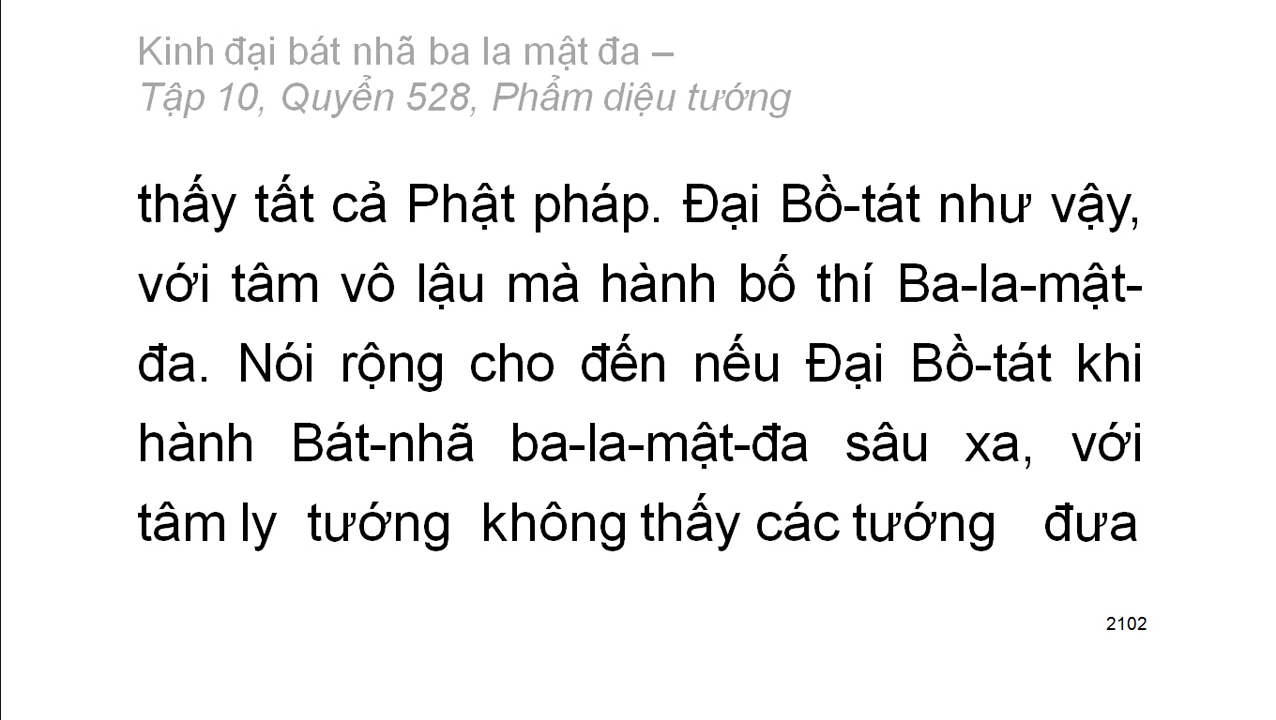 Kinh đại bát nhã ba la mật đa –
Tập 10, Quyển 528, Phẩm diệu tướng
thấy tất cả Phật pháp. Đại Bồ-tát như vậy,
với tâm vô lậu mà hành bố thí Ba-la-mật-
đa. Nói rộng cho đến nếu Đại Bồ-tát khi
hành Bát-nhã ba-la-mật-đa sâu xa, với
tâm ly tướng không thấy các tướng đưa
2102